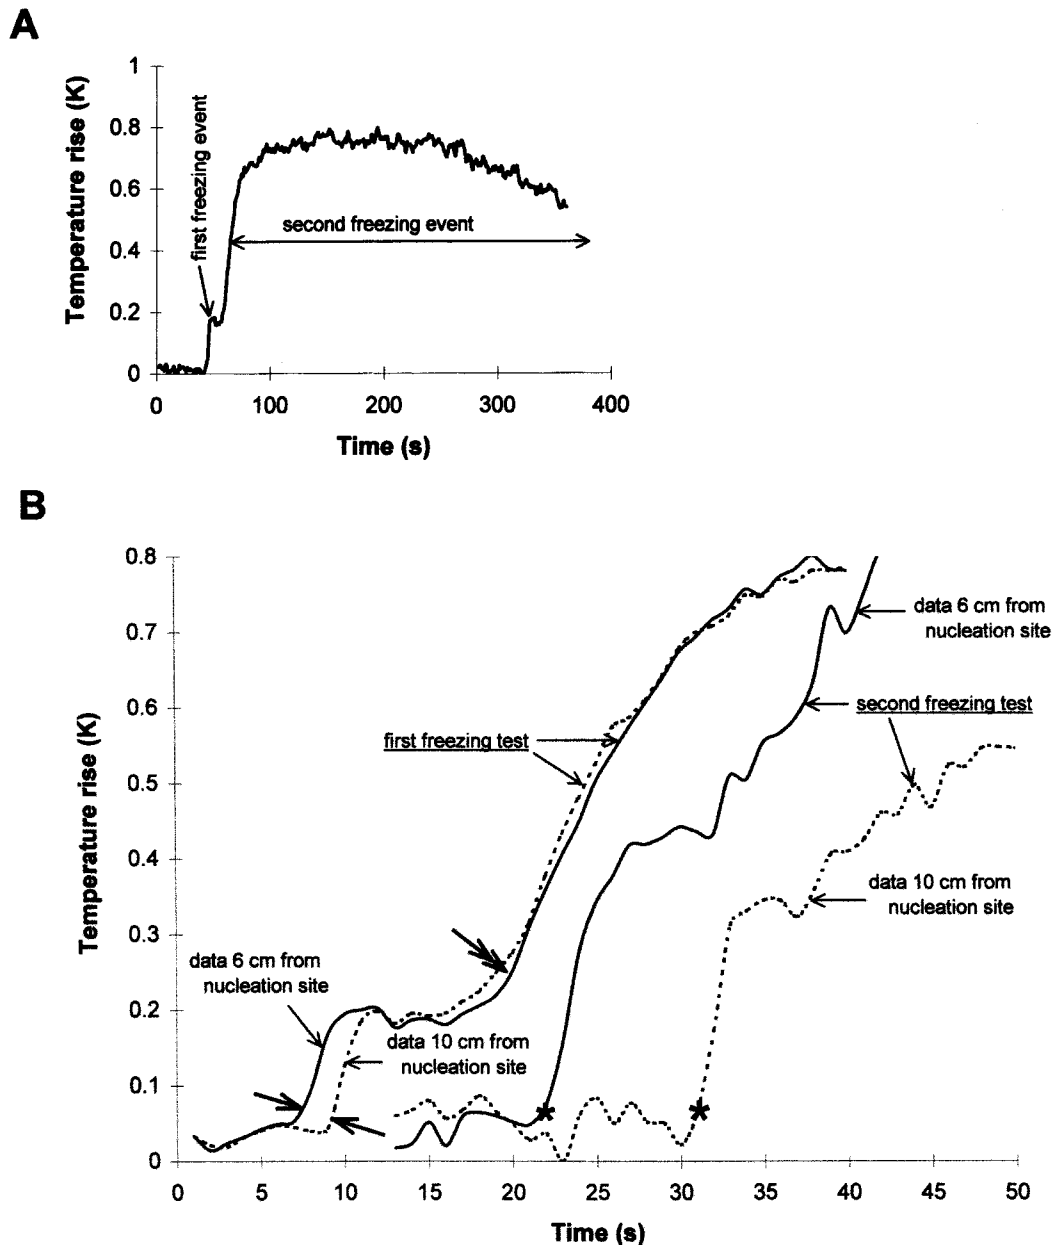 A
Temperature rise (K)
1
0.8
0.6
0.4
0.2
0
first freezing event
second freezing event
0 100 200 300 400
Time (s)
B
Temperature rise (K)
0.8
0.7
0.6
0.5
0.4
0.3
0.2
0.1
0
data 6 cm from
nucleation site
second freezing test
first freezing test
data 10 cm from
nucleation site
data 6 cm from
nucleation site
data 10 cm from
nucleation site
0 5 10 15 20 25 30 35 40 45 50
Time (s)